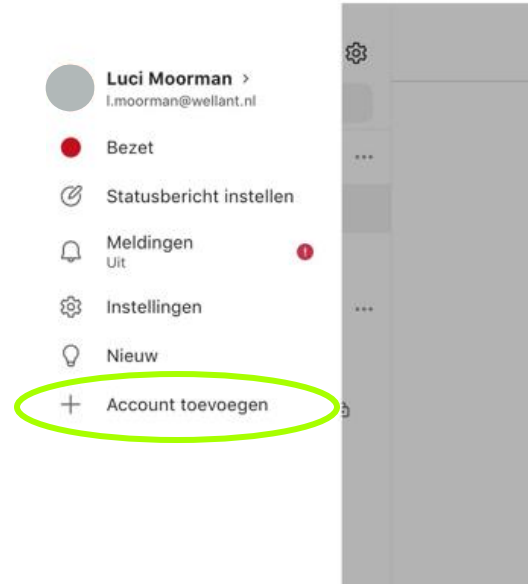 Luci Moorman
l.moorman@wellant.nl
Bezet
Statusbericht instellen
Meldingen
Uit
Instellingen
Nieuw
Account toevoegen